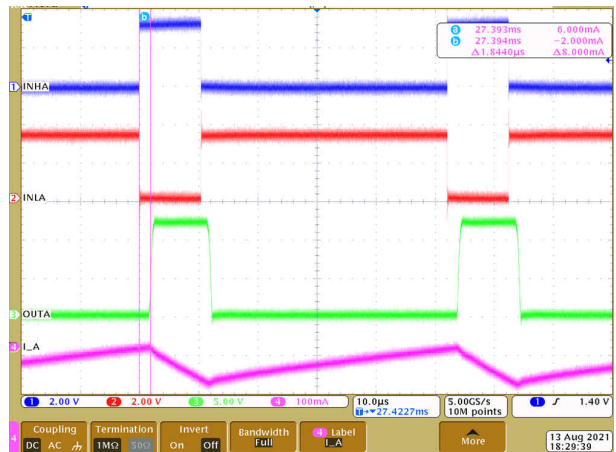 T
b
a 27.393ms 6.000mA
b 27.394ms −2.000mA
Δ1.8440µs Δ8.000mA
1 INHA
2 INLA
3 OUTA
4 I_A
1 2.00 V 2 2.00 V 3 5.00 V 4 100mA
10.0µs
T→▼27.4227ms
5.00GS/s
10M points
1 ∫ 1.40 V
4
Coupling
DC AC
Termination
1MΩ 50Ω
Invert
On Off
Bandwidth
Full
4 Label
I_A
More
13 Aug 2021
18:29:39